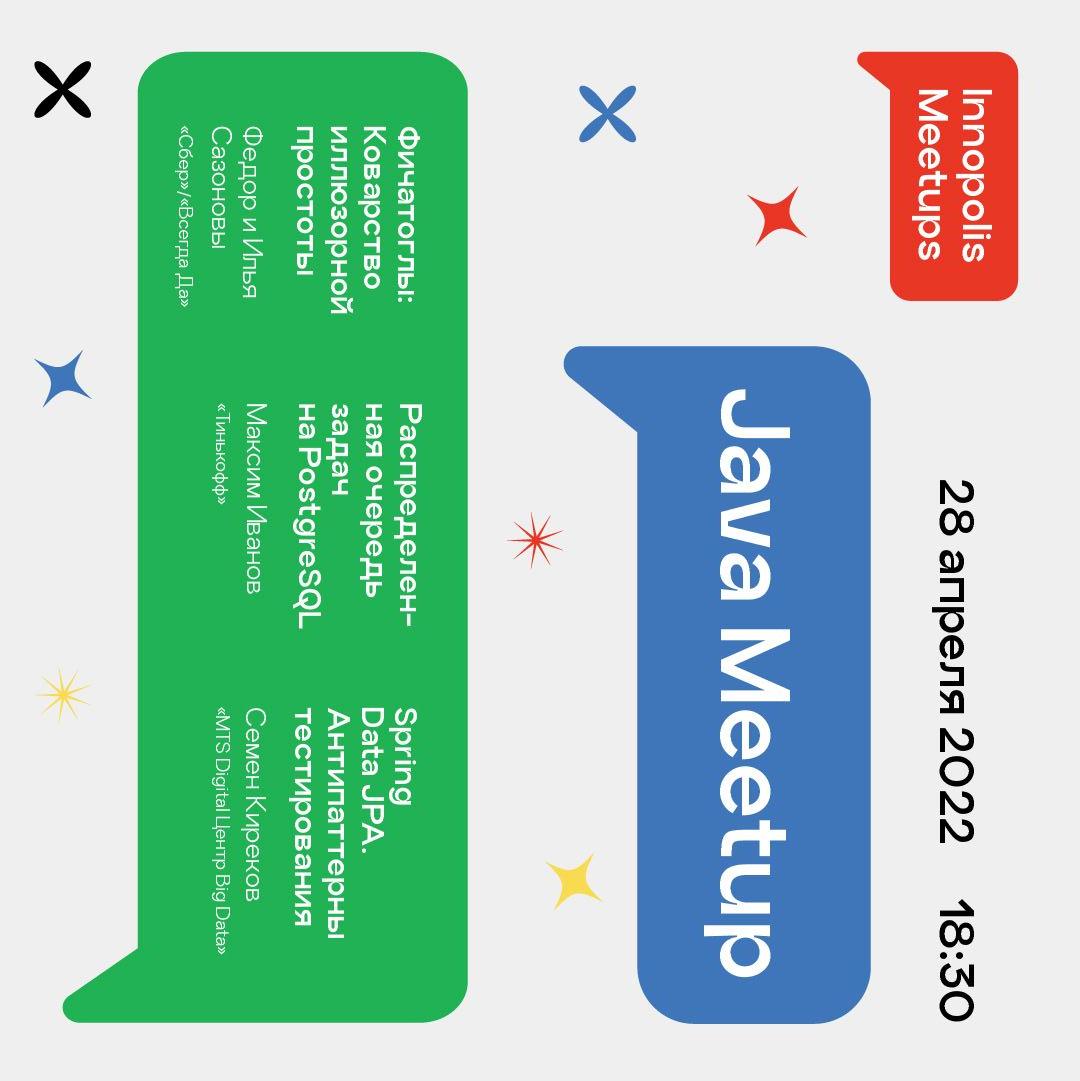 Innopolis
Meetups
28 апреля 2022 18:30
Java Meetup
Фичатоглы:
Коварство
иллюзорной
простоты
Федор и Илья
Сазоновы
«Сбер»/«Всегда Да»
Распределен-
ная очередь
задач
на PostgreSQL
Максим Иванов
«Тинькофф»
Spring
Data JPA.
Антипаттерны
тестирования
Семен Киреков
«MTS Digital Центр Big Data»